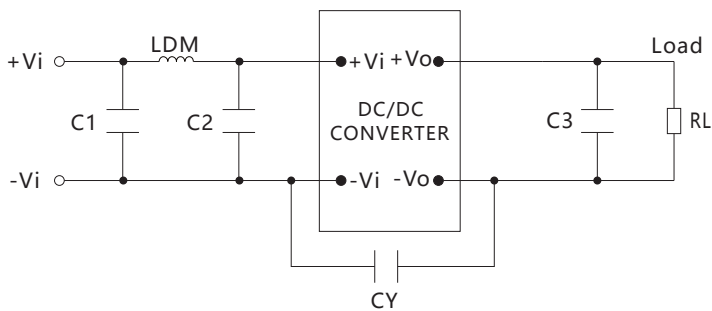 LDM
Load
+Vi
+Vi +Vo
C1
C2
DC/DC
CONVERTER
C3
RL
-Vi
-Vi -Vo
CY